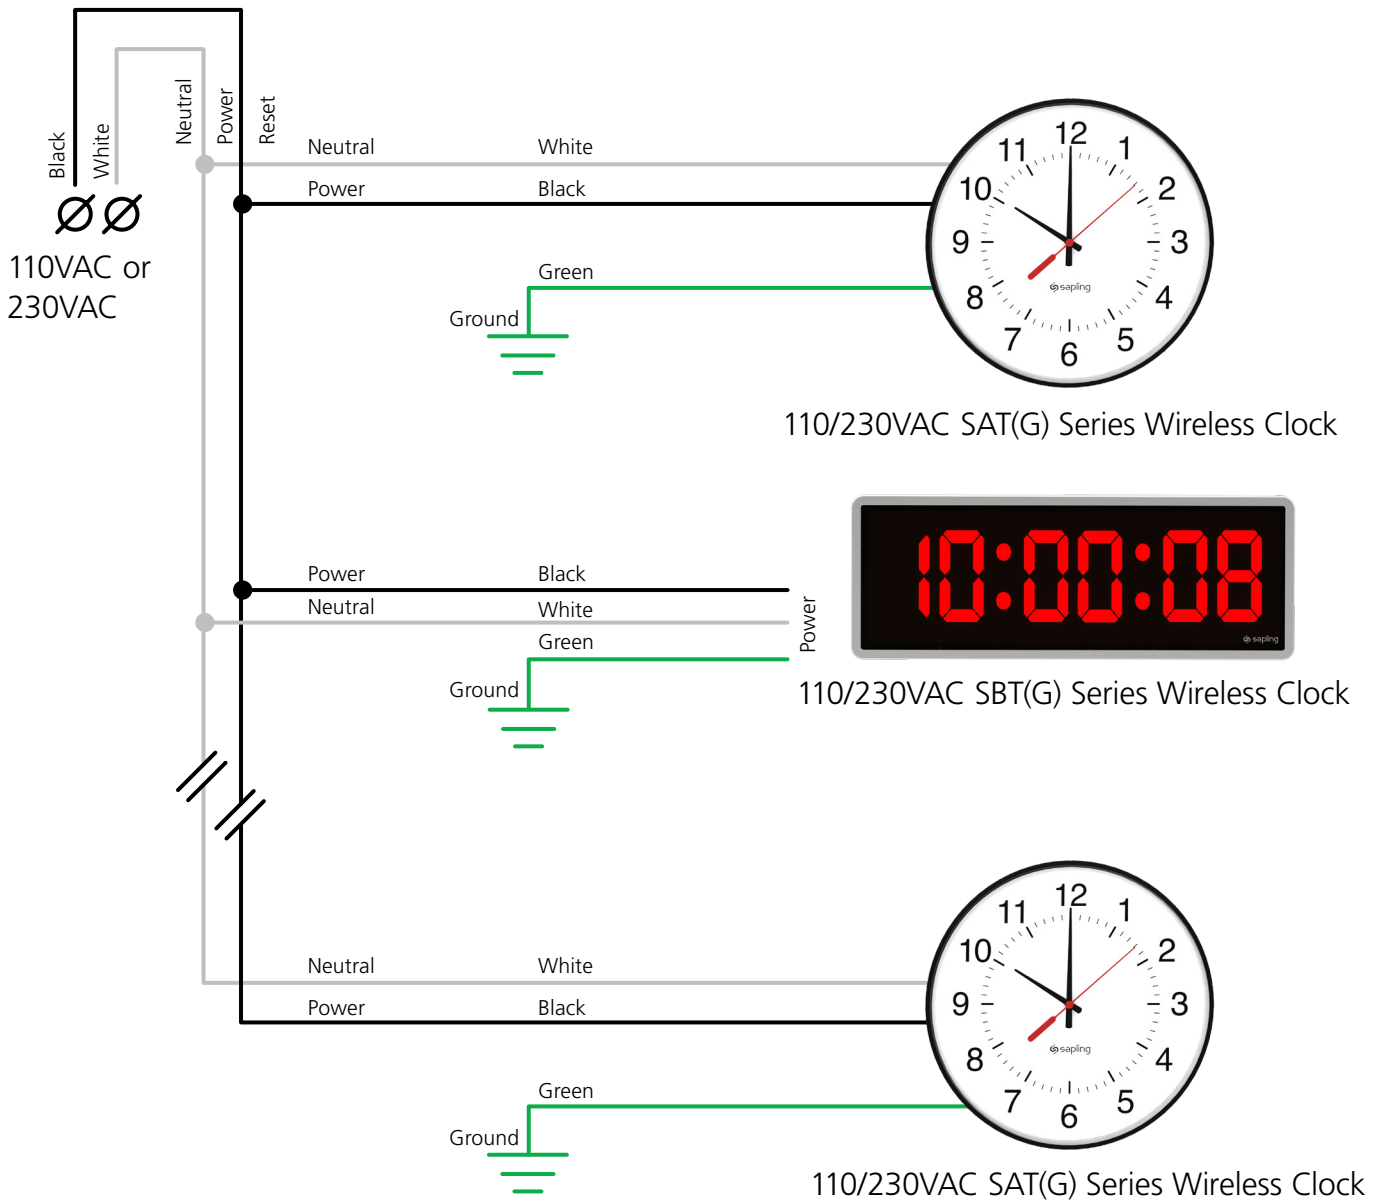 Black
White
Neutral
Power
Reset
110VAC or
230VAC
Neutral
White
Power
Black
Green
Ground
12
1
2
3
4
5
6
7
8
9
10
11
sapling
110/230VAC SAT(G) Series Wireless Clock
Power
Black
Neutral
White
Green
Ground
Power
10:00:08
sapling
110/230VAC SBT(G) Series Wireless Clock
Neutral
White
Power
Black
Green
Ground
12
1
2
3
4
5
6
7
8
9
10
11
sapling
110/230VAC SAT(G) Series Wireless Clock